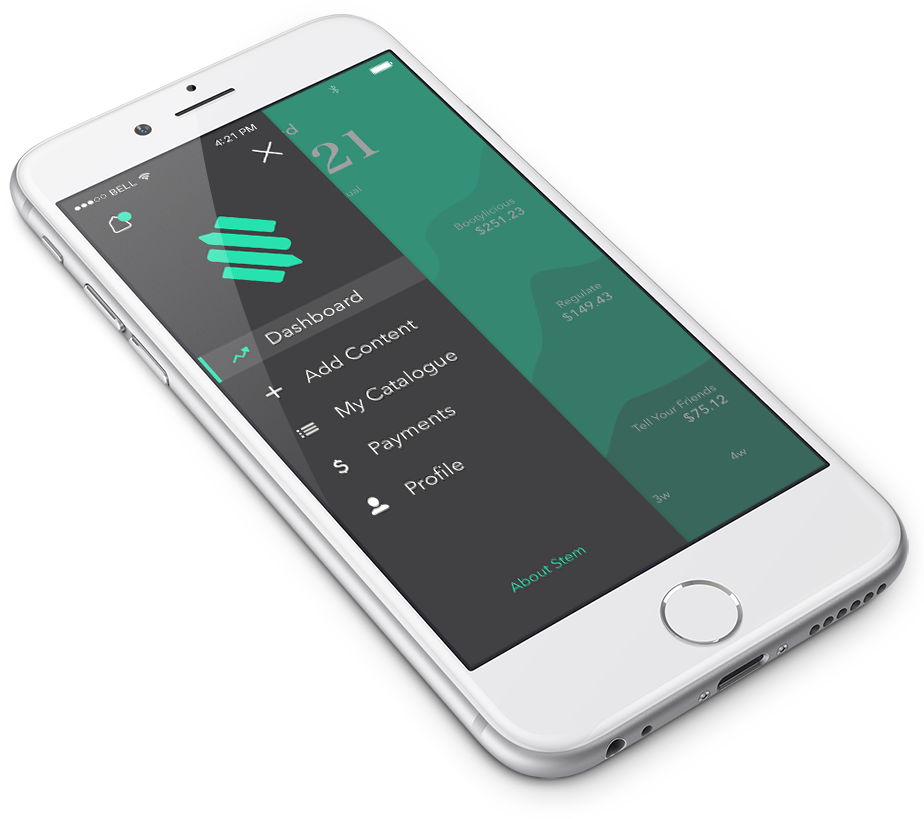 BELL
4:21 PM
21
Dashboard
Add Content
My Catalogue
Payments
Profile
About Stem
Bootylicious
$251.23
Regulate
$149.43
Tell Your Friends
$75.12
3w
4w